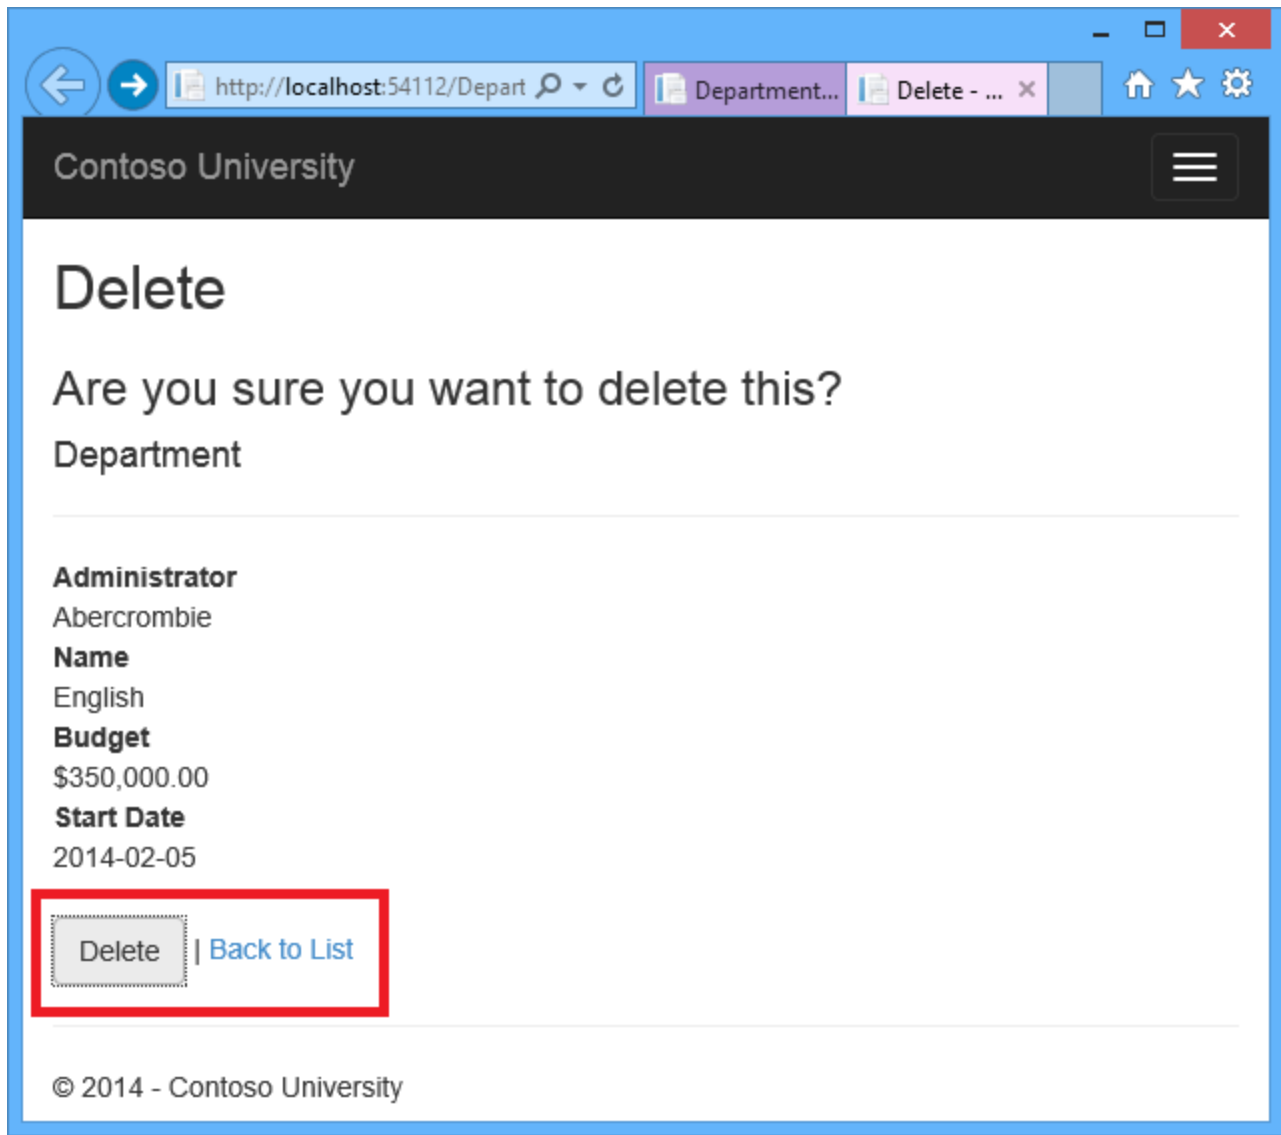 http://localhost:54112/Depart
Department...
Delete - ...
Contoso University
Delete
Are you sure you want to delete this?
Department
Administrator
Abercrombie
Name
English
Budget
$350,000.00
Start Date
2014-02-05
Delete | Back to List
© 2014 - Contoso University